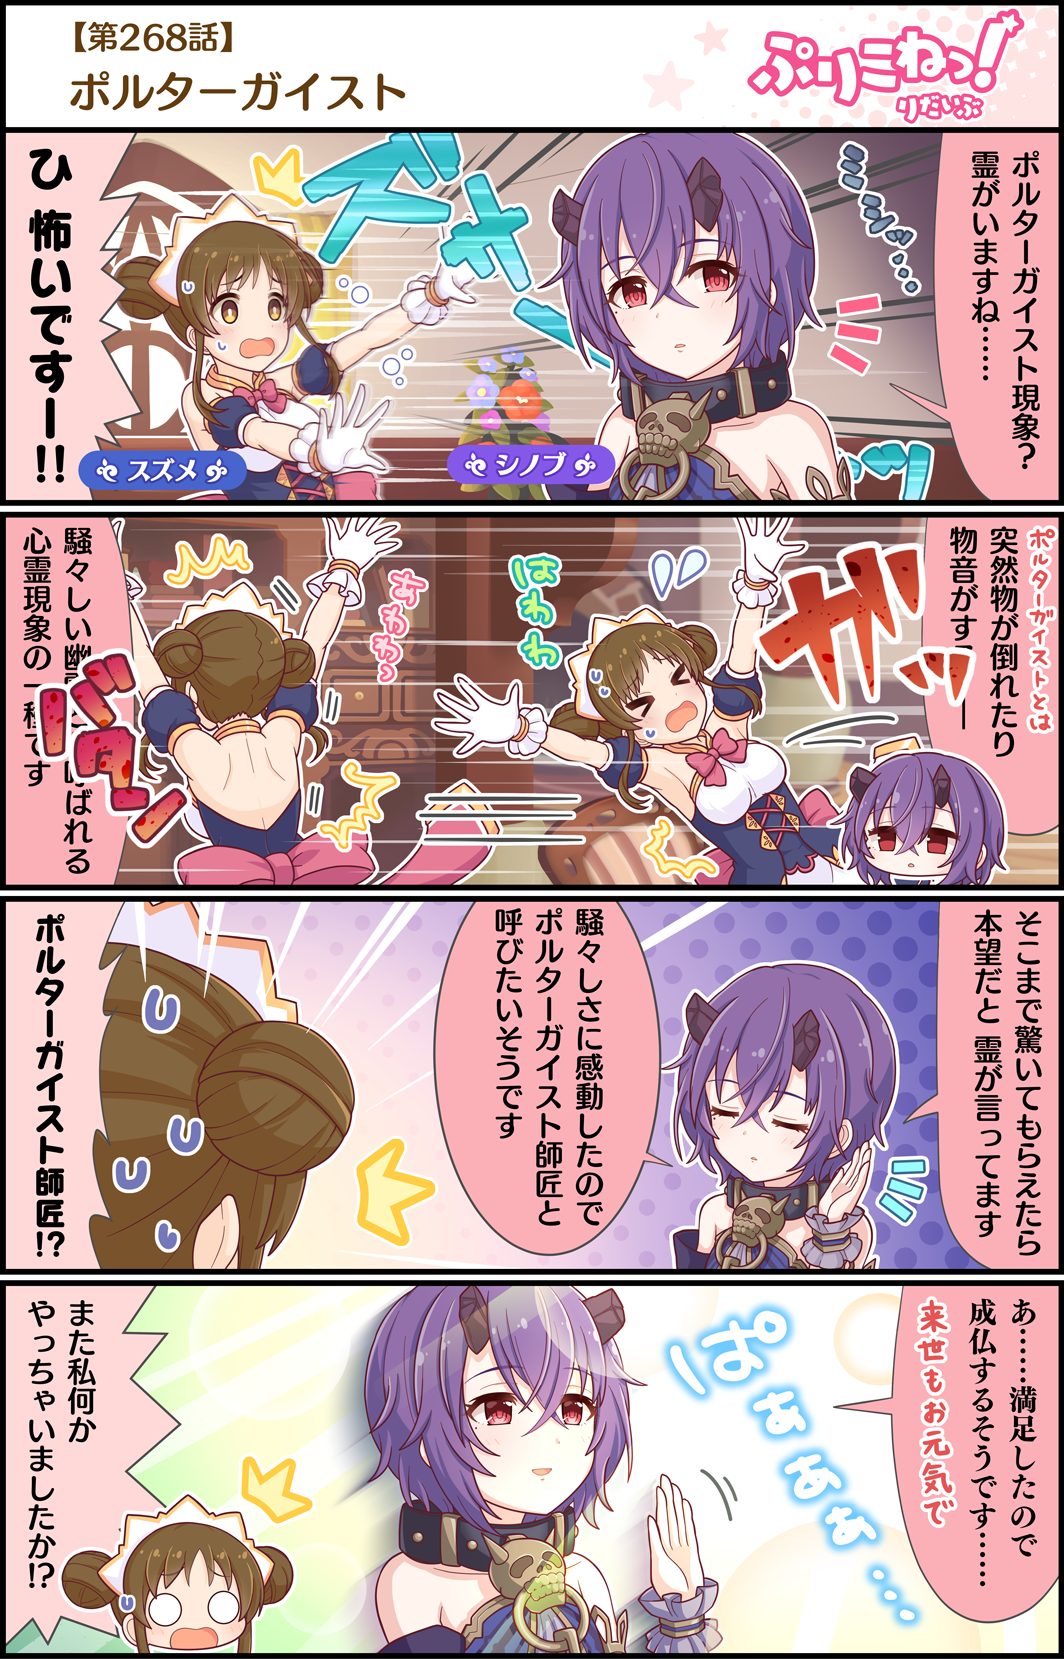 【第268話】
ポルターガイスト
ぷりこねっ!
りだいぶ
ポルターガイスト現象?
霊がいますね……
ミシッ…
ズザーッ
シノブ
ひ 怖いですー!!
スズメ
ポルターガイストとは
突然物が倒れたり
物音がす
ガッ
はわわ
あわわっ
騒々しい幽
ばれる
心霊現象の一種です
バタン
そこまで驚いてもらえたら
本望だと 霊が言ってます
騒々しさに感動したので
ポルターガイスト師匠と
呼びたいそうです
ポルターガイスト師匠!?
あ……満足したので
成仏するそうです……
来世もお元気で
ぱぁぁぁぁ…
また私何か
やっちゃいましたか!?